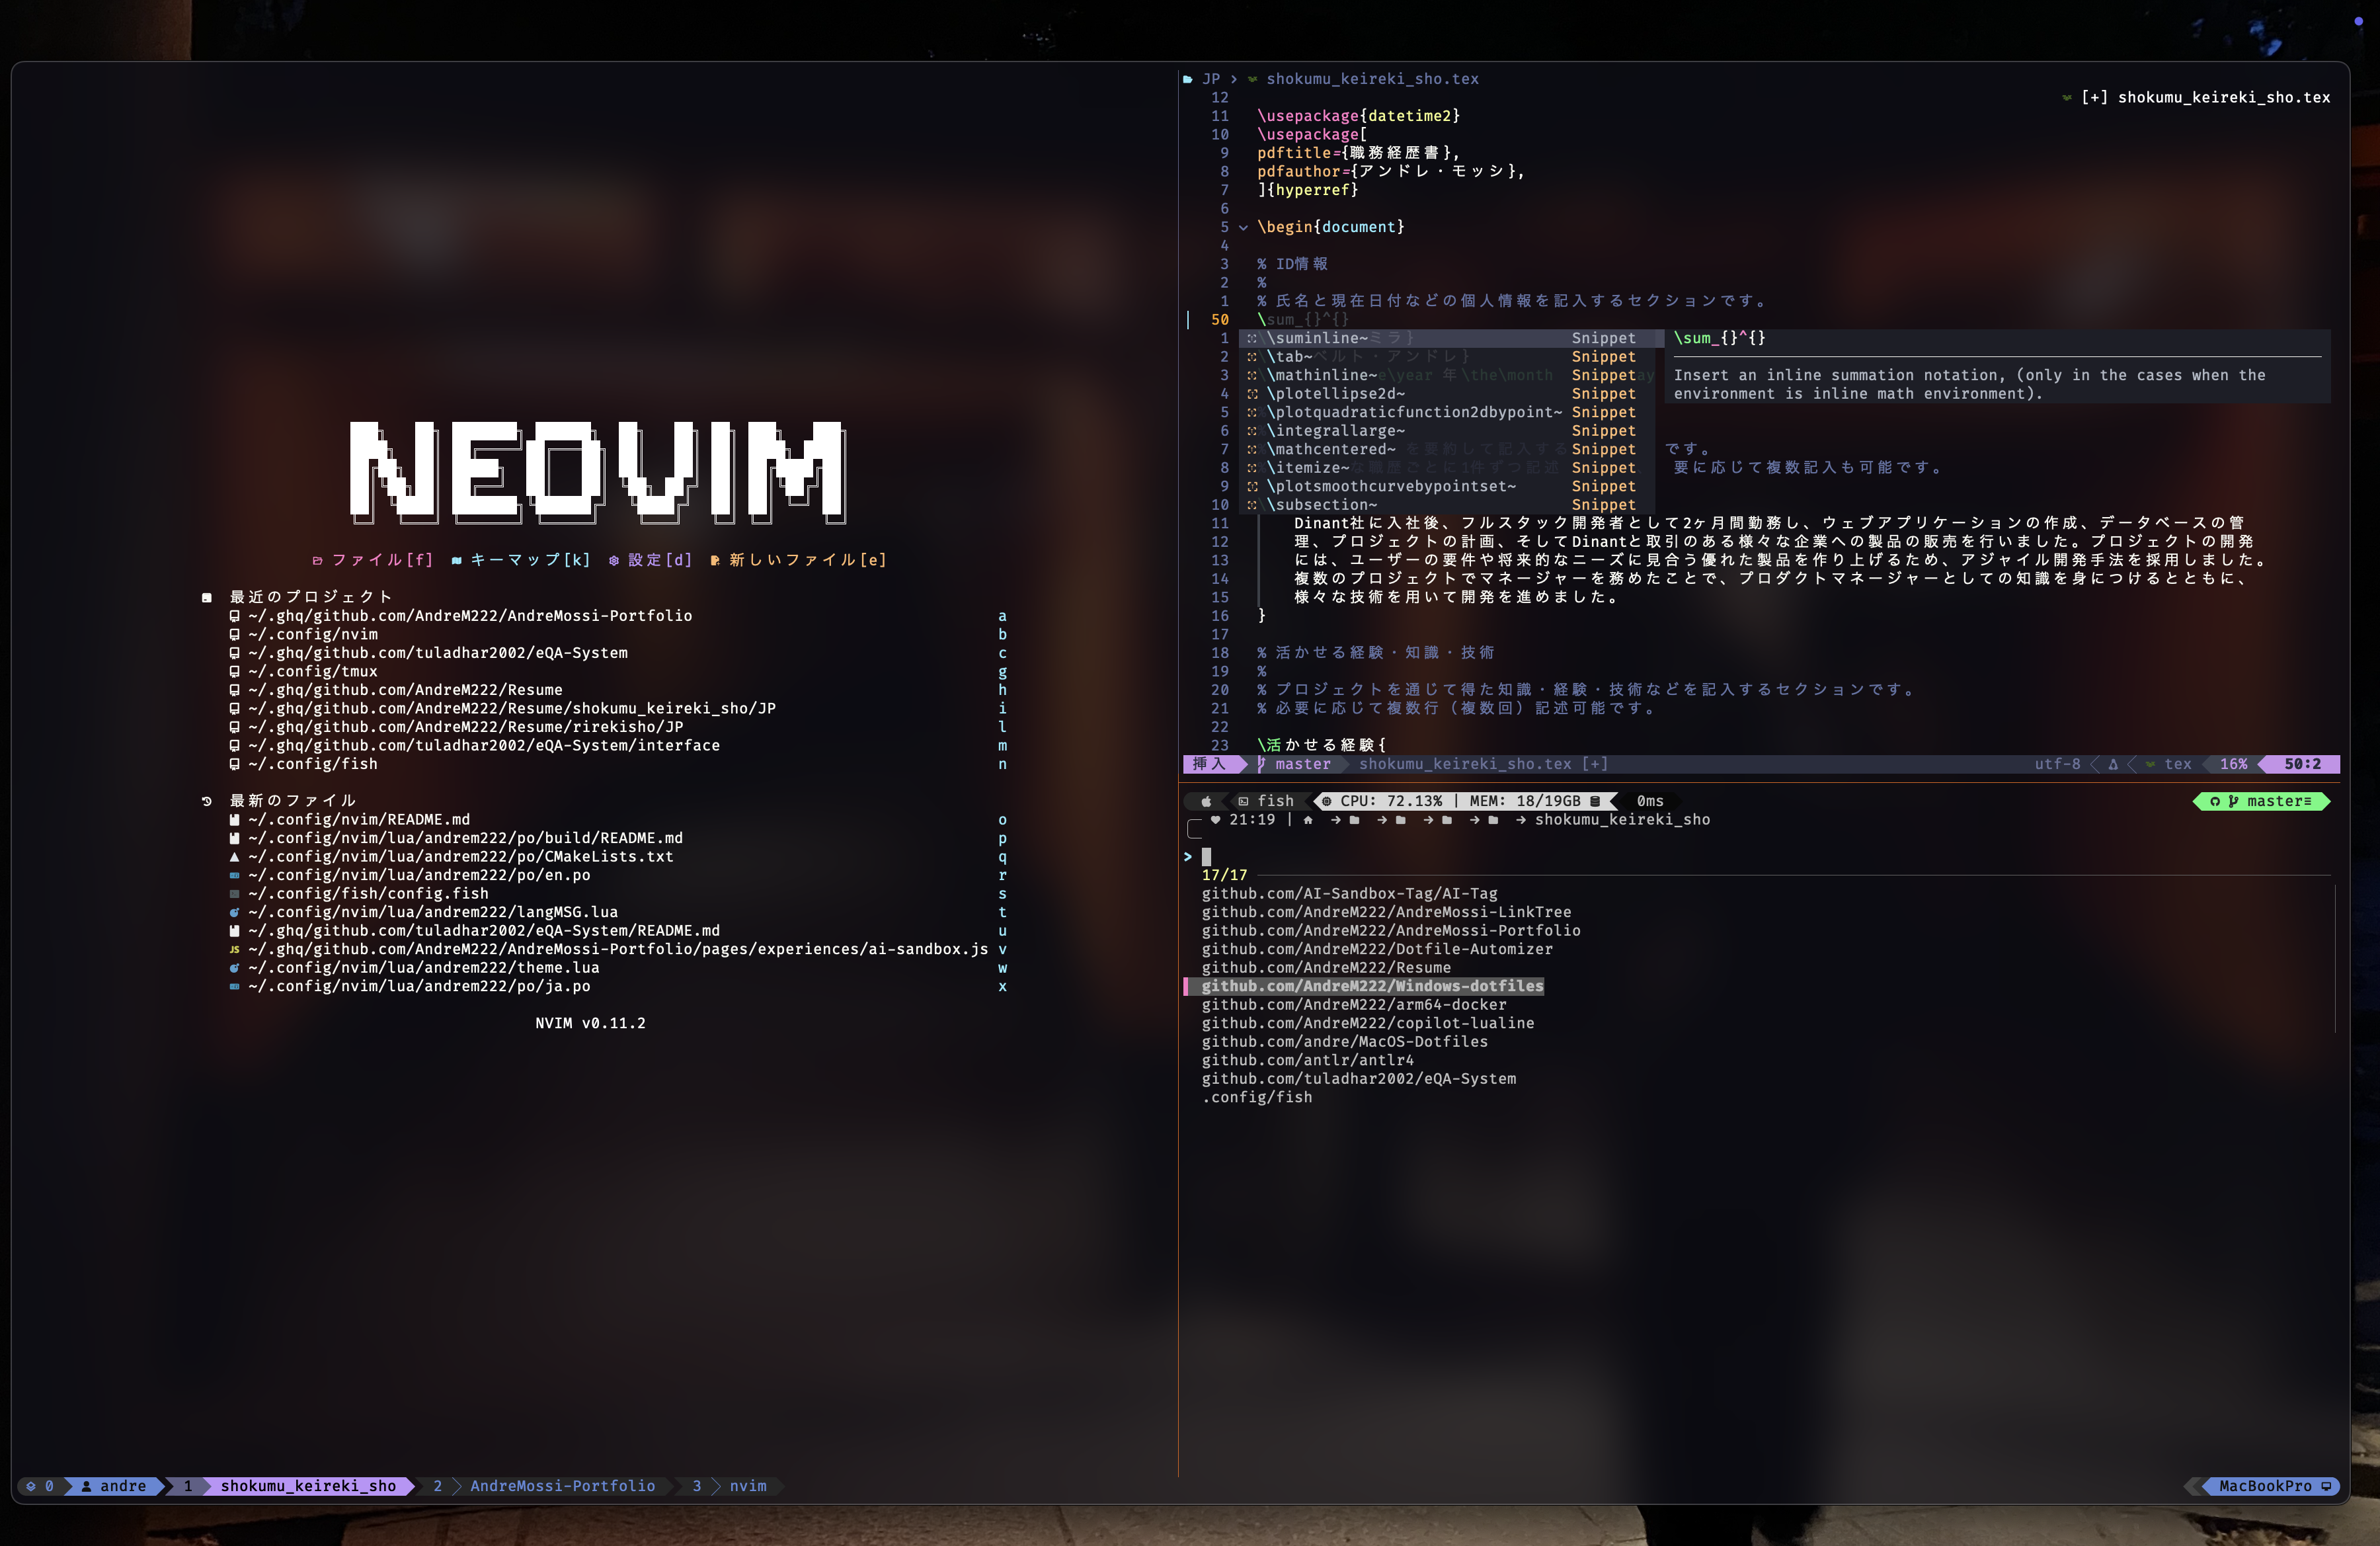 NEOVIM
ファイル[f] キーマップ[k] 設定[d] 新しいファイル[e]
最近のプロジェクト
~/.ghq/github.com/AndreM222/AndreMossi-Portfolio a
~/.config/nvim b
~/.ghq/github.com/tuladhar2002/eQA-System c
~/.config/tmux g
~/.ghq/github.com/AndreM222/Resume h
~/.ghq/github.com/AndreM222/Resume/shokumu_keireki_sho/JP i
~/.ghq/github.com/AndreM222/Resume/rirekisho/JP l
~/.ghq/github.com/tuladhar2002/eQA-System/interface m
~/.config/fish n
最新のファイル
~/.config/nvim/README.md o
~/.config/nvim/lua/andrem222/po/build/README.md p
~/.config/nvim/lua/andrem222/po/CMakeLists.txt q
~/.config/nvim/lua/andrem222/po/en.po r
~/.config/fish/config.fish s
~/.config/nvim/lua/andrem222/langMSG.lua t
~/.ghq/github.com/tuladhar2002/eQA-System/README.md u
JS ~/.ghq/github.com/AndreM222/AndreMossi-Portfolio/pages/experiences/ai-sandbox.js v
~/.config/nvim/lua/andrem222/theme.lua w
~/.config/nvim/lua/andrem222/po/ja.po x
NVIM v0.11.2
JP > shokumu_keireki_sho.tex
12
[+] shokumu_keireki_sho.tex
11 \usepackage{datetime2}
10 \usepackage[
9 pdftitle={職務経歴書},
8 pdfauthor={アンドレ・モッシ},
7 ]{hyperref}
6
5 \begin{document}
4
3 % ID情報
2 %
1 % 氏名と現在日付などの個人情報を記入するセクションです。
50 \sum_{}^{}
1 \suminline~ミラ} Snippet \sum_{}^{}
2 \tab~ベルト・アンドレ} Snippet
3 \mathinline~e\year 年\the\month Snippet ay Insert an inline summation notation, (only in the cases when the
4 \plotellipse2d~ Snippet environment is inline math environment).
5 \plotquadraticfunction2dbypoint~ Snippet
6 \integrallarge~ Snippet
7 \mathcentered~ を要約して記入する Snippet です。
8 \itemize~な職歴ごとに1件ずつ記述 Snippet 要に応じて複数記入も可能です。
9 \plotsmoothcurvebypointset~ Snippet
10 \subsection~ Snippet
11 Dinant社に入社後、フルスタック開発者として2ヶ月間勤務し、ウェブアプリケーションの作成、データベースの管
12 理、プロジェクトの計画、そしてDinantと取引のある様々な企業への製品の販売を行いました。プロジェクトの開発
13 には、ユーザーの要件や将来的なニーズに見合う優れた製品を作り上げるため、アジャイル開発手法を採用しました。
14 複数のプロジェクトでマネージャーを務めたことで、プロダクトマネージャーとしての知識を身につけるとともに、
15 様々な技術を用いて開発を進めました。
16 }
17
18 % 活かせる経験・知識・技術
19 %
20 % プロジェクトを通じて得た知識・経験・技術などを記入するセクションです。
21 % 必要に応じて複数行（複数回）記述可能です。
22
23 \活かせる経験{
挿入 master shokumu_keireki_sho.tex [+] utf-8 tex 16% 50:2
fish CPU: 72.13% | MEM: 18/19GB 0ms master≡
21:19 | → → → → → shokumu_keireki_sho
>
17/17
github.com/AI-Sandbox-Tag/AI-Tag
github.com/AndreM222/AndreMossi-LinkTree
github.com/AndreM222/AndreMossi-Portfolio
github.com/AndreM222/Dotfile-Automizer
github.com/AndreM222/Resume
github.com/AndreM222/Windows-dotfiles
github.com/AndreM222/arm64-docker
github.com/AndreM222/copilot-lualine
github.com/andre/MacOS-Dotfiles
github.com/antlr/antlr4
github.com/tuladhar2002/eQA-System
.config/fish
0 andre 1 shokumu_keireki_sho 2 AndreMossi-Portfolio 3 nvim MacBookPro